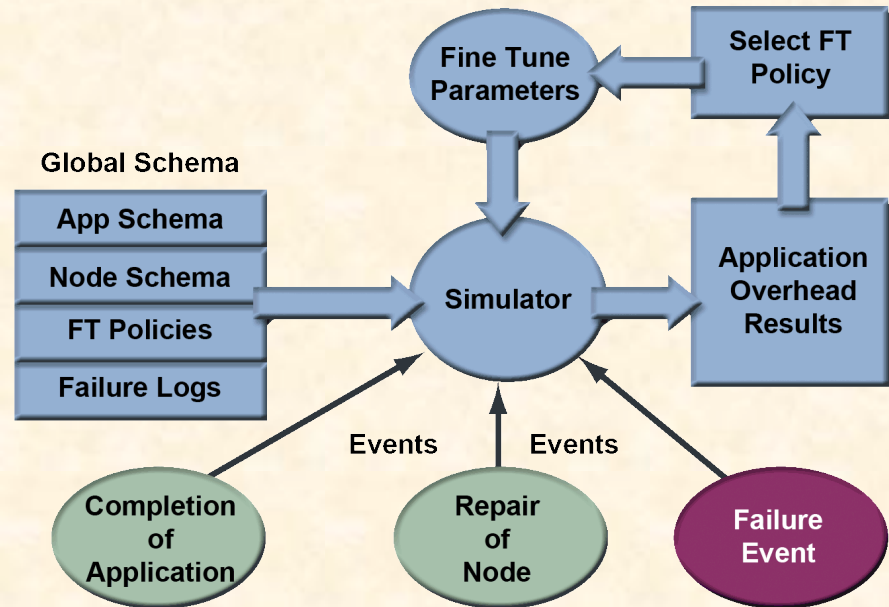 Fine Tune
Parameters
Select FT
Policy
Global Schema
App Schema
Node Schema
FT Policies
Failure Logs
Simulator
Application
Overhead
Results
Events
Events
Completion
of
Application
Repair
of
Node
Failure
Event